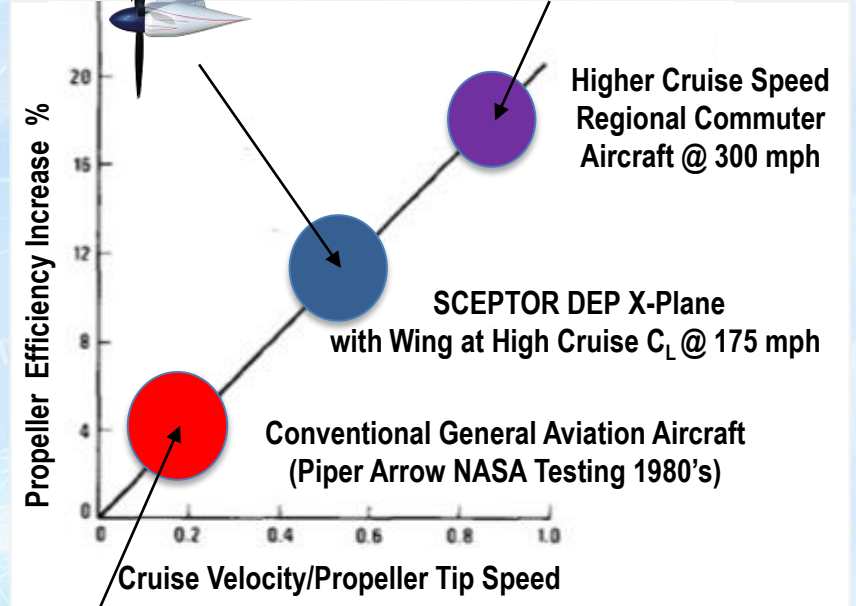 Propeller Efficiency Increase %
20
15
12
8
4
0
0
0.2
0.4
0.6
0.8
1.0
Cruise Velocity/Propeller Tip Speed
Higher Cruise Speed
Regional Commuter
Aircraft @ 300 mph
SCEPTOR DEP X-Plane
with Wing at High Cruise CL @ 175 mph
Conventional General Aviation Aircraft
(Piper Arrow NASA Testing 1980's)